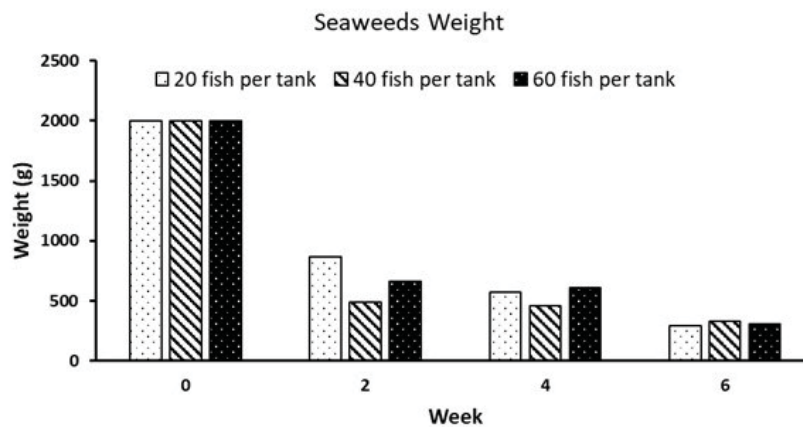 Seaweeds Weight
2500
20 fish per tank 40 fish per tank 60 fish per tank
2000
1500
Weight (g)
1000
500
0
0 2 4 6
Week